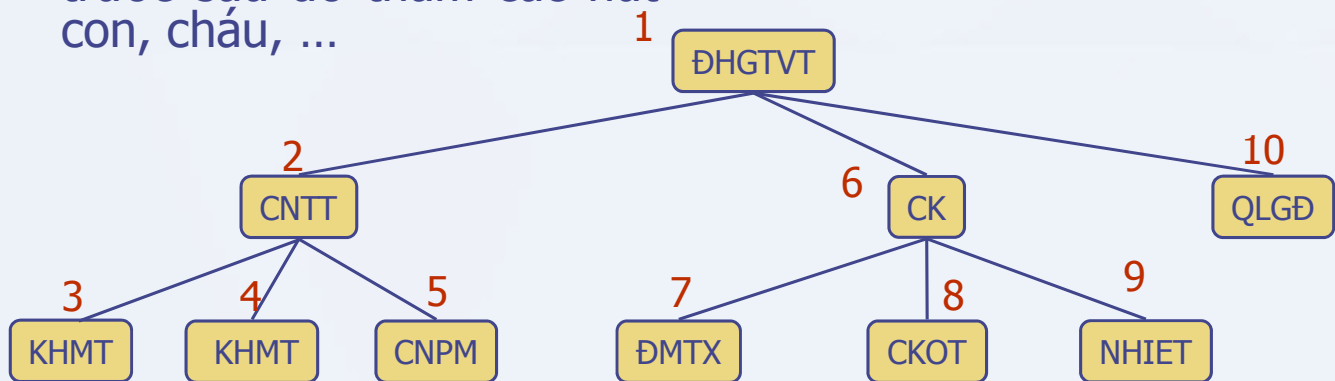 con, cháu, ...
1
ĐHGTVT
2
6
10
CNTT
CK
QLGĐ
3
4
5
7
8
9
KHMT
KHMT
CNPM
ĐMTX
CKOT
NHIET